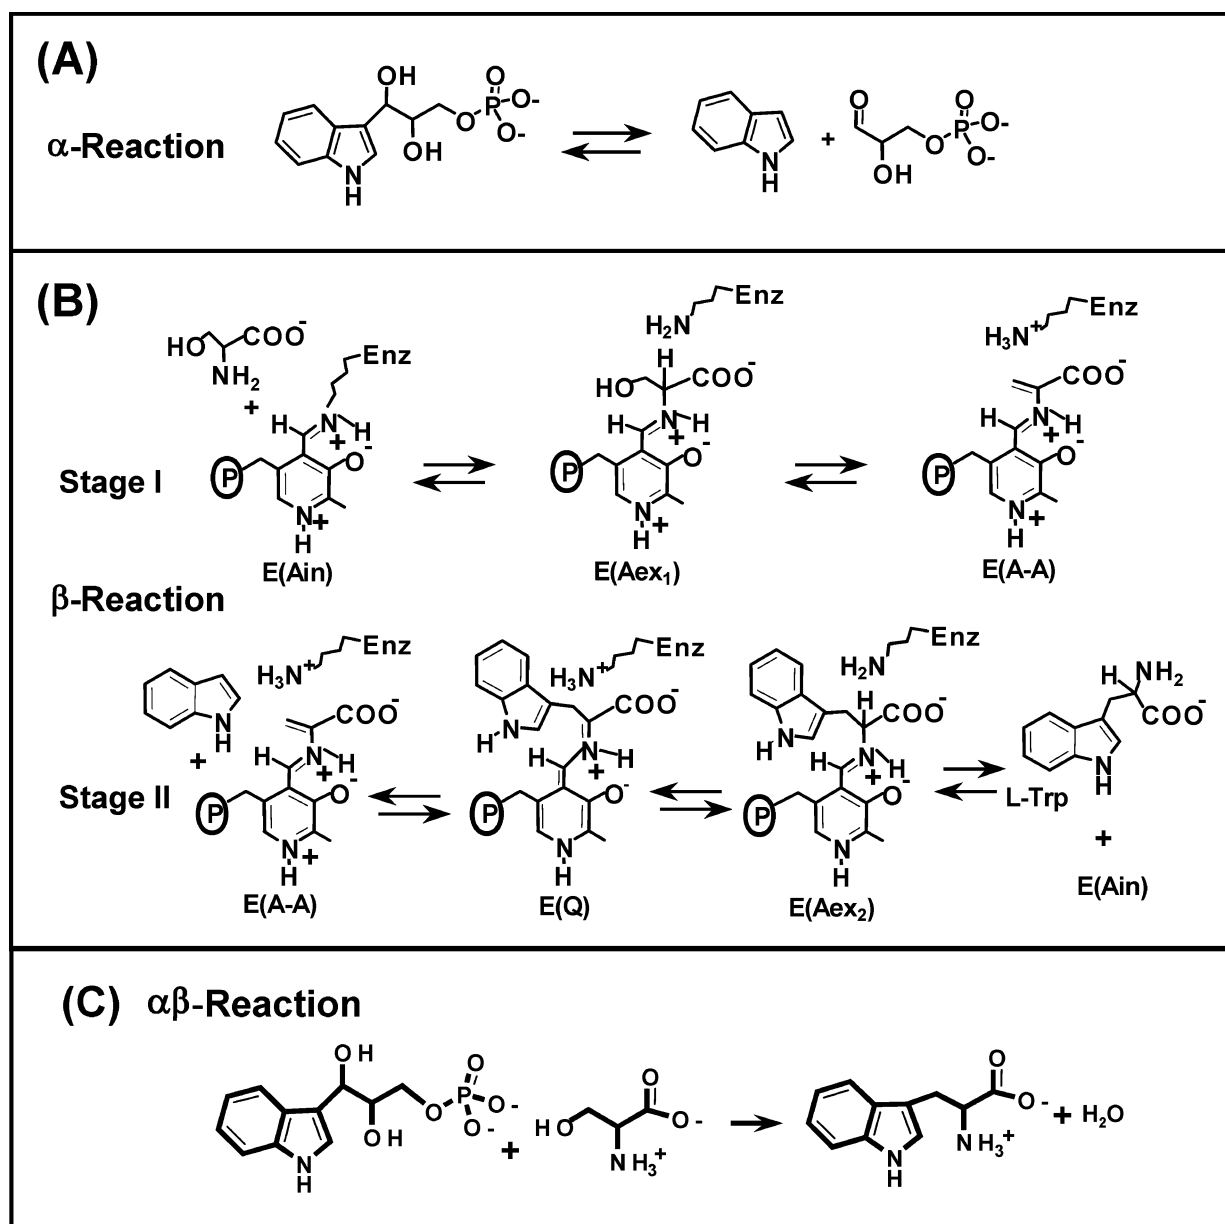 (A)
α-Reaction
OH
OH
N
H
O
O
P
O-
O-
N
H
+
O
OH
O
O
P
O-
O-
(B)
HO
COO-
NH2
+
Enz
H
N
H
+
O-
P
N+
H
E(Ain)
H2N
Enz
H
HO
COO-
H
N
H
+
O-
P
N+
H
E(Aex1)
H3N+
Enz
COO-
H
N
H
+
O-
P
N+
H
E(A-A)
Stage I
β-Reaction
N
H
+
H3N+
Enz
COO-
H
N
H
+
O-
P
N+
H
E(A-A)
H3N+
Enz
COO-
H
N
H
N
H
+
O-
P
N
H
E(Q)
H2N
Enz
H
COO-
H
N
H
N
H
+
O-
P
N
H
E(Aex2)
H
NH2
COO-
N
H
L-Trp
+
E(Ain)
Stage II
(C) αβ-Reaction
OH
OH
N
H
O
O
P
O-
O-
+
HO
O
O-
NH3+
O
O-
NH3+
N
H
+ H2O